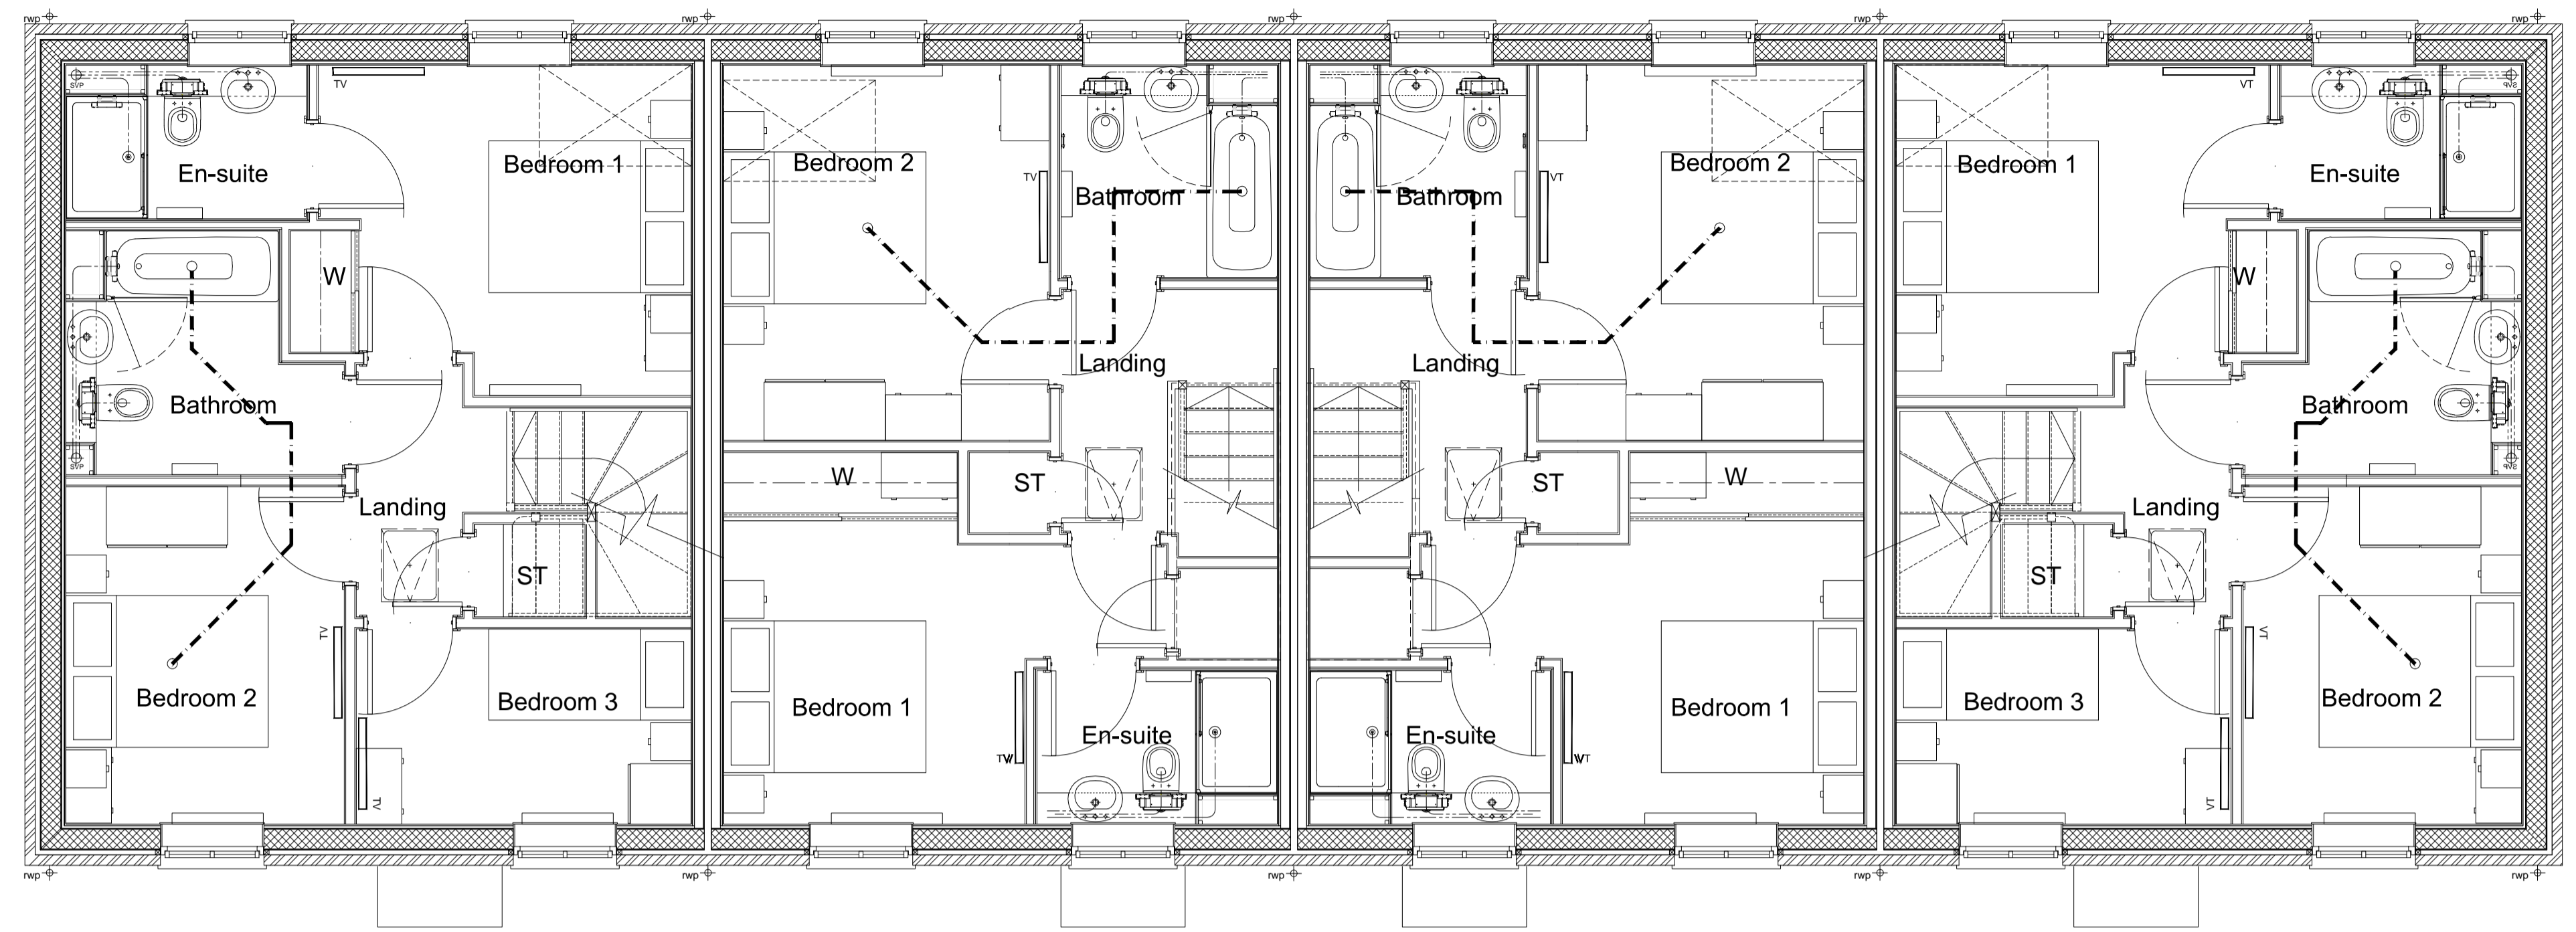 rwp
rwp
rwp
rwp
rwp
SVP
TV
En-suite
Bedroom 1
Bedroom 2
TV
Bathroom
Bathroom
VT
Bedroom 2
Bedroom 1
VT
En-suite
SVP
W
Landing
Landing
W
Bathroom
Bathroom
SVP
SVP
W
ST
ST
W
Landing
Landing
ST
ST
TV
VT
Bedroom 2
Bedroom 3
Bedroom 1
En-suite
En-suite
Bedroom 1
Bedroom 3
Bedroom 2
TW
WT
TV
VT
rwp
rwp
rwp
rwp
rwp